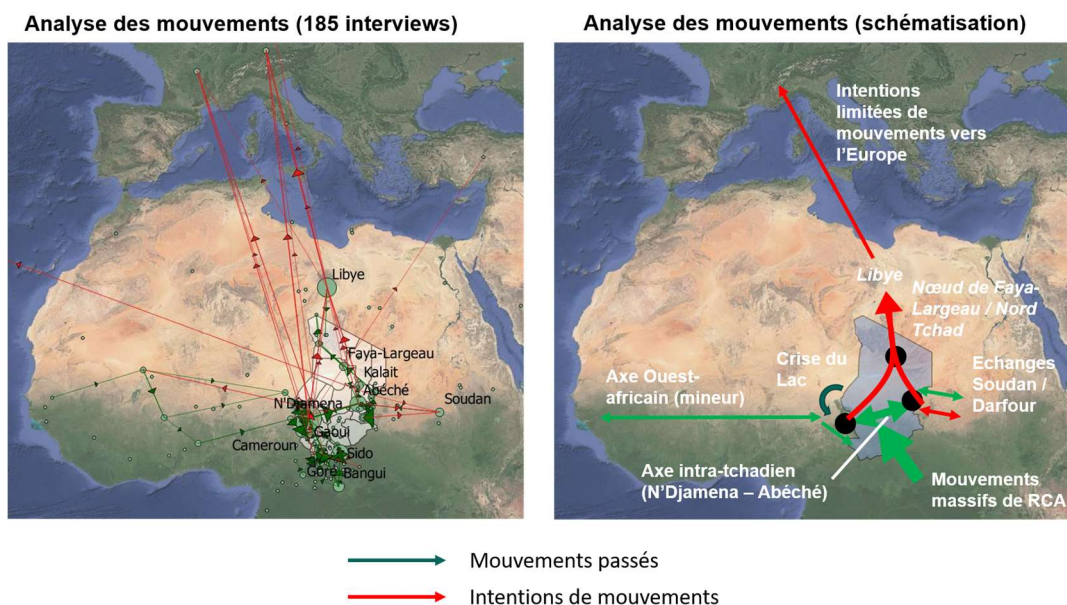 Analyse des mouvements (185 interviews)
Libye
Faya-Largeau
Kalait
Abéché
N'Djamena
Soudan
Gaoui
Cameroun
Sido
Goré
Bangui
Analyse des mouvements (schématisation)
Intentions
limitées de
mouvements vers
l'Europe
Libye
Nœud de Faya-
Largeau / Nord
Tchad
Crise du
Lac
Echanges
Soudan /
Darfour
Axe Ouest-
africain (mineur)
Axe intra-tchadien
(N'Djamena – Abéché)
Mouvements
massifs de RCA
Mouvements passés
Intentions de mouvements